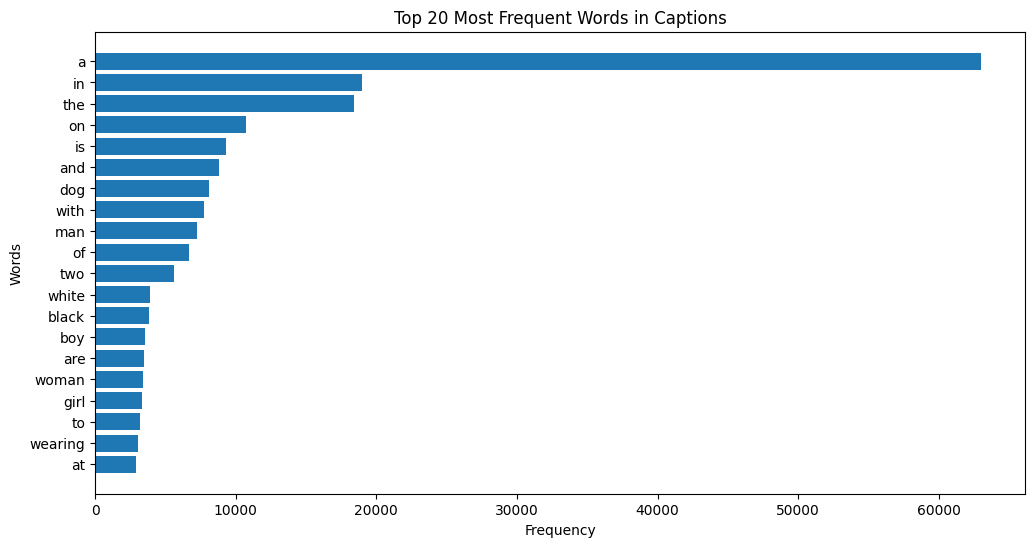 Top 20 Most Frequent Words in Captions
Words
a
in
the
on
is
and
dog
with
man
of
two
white
black
boy
are
woman
girl
to
wearing
at
0 10000 20000 30000 40000 50000 60000
Frequency